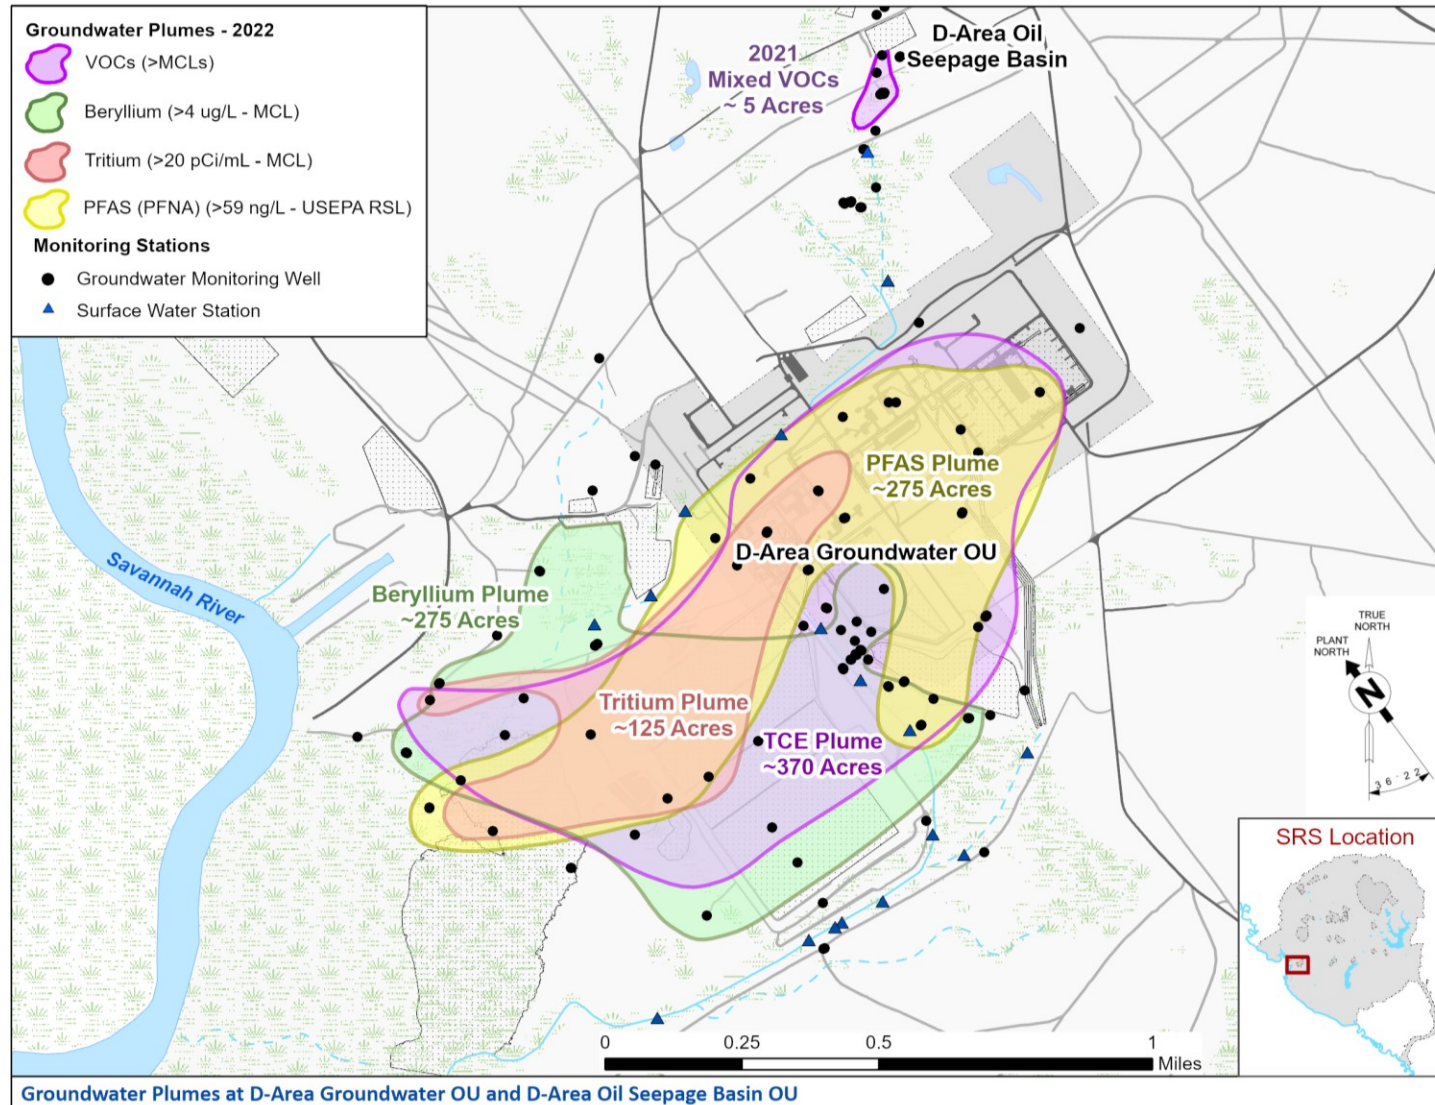 Groundwater Plumes - 2022
VOCs (>MCLs)
Beryllium (>4 ug/L - MCL)
Tritium (>20 pCi/mL - MCL)
PFAS (PFNA) (>59 ng/L - USEPA RSL)
Monitoring Stations
Groundwater Monitoring Well
Surface Water Station
2021
Mixed VOCs
~ 5 Acres
D-Area Oil
Seepage Basin
PFAS Plume
~275 Acres
D-Area Groundwater OU
Savannah River
Beryllium Plume
~275 Acres
Tritium Plume
~125 Acres
TCE Plume
~370 Acres
TRUE
NORTH
PLANT
NORTH
N
36°22'
SRS Location
0 0.25 0.5 1
Miles
Groundwater Plumes at D-Area Groundwater OU and D-Area Oil Seepage Basin OU